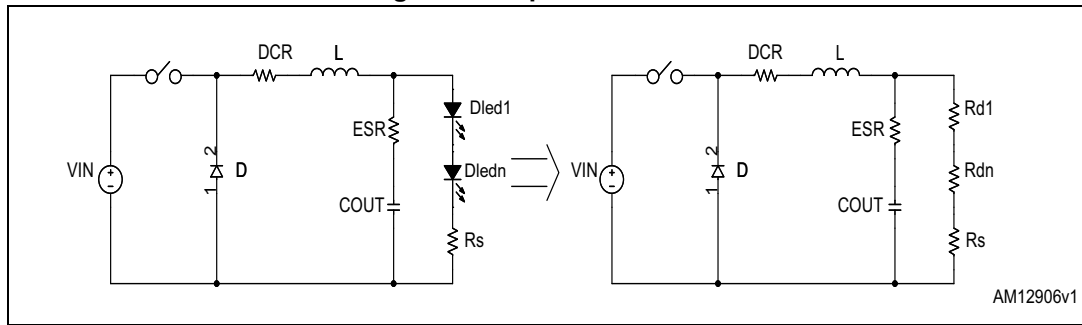 DCR
L
Dled1
ESR
VIN
1 2
D
Dledn
COUT
Rs
DCR
L
Rd1
ESR
VIN
1 2
D
Rdn
COUT
Rs
AM12906v1